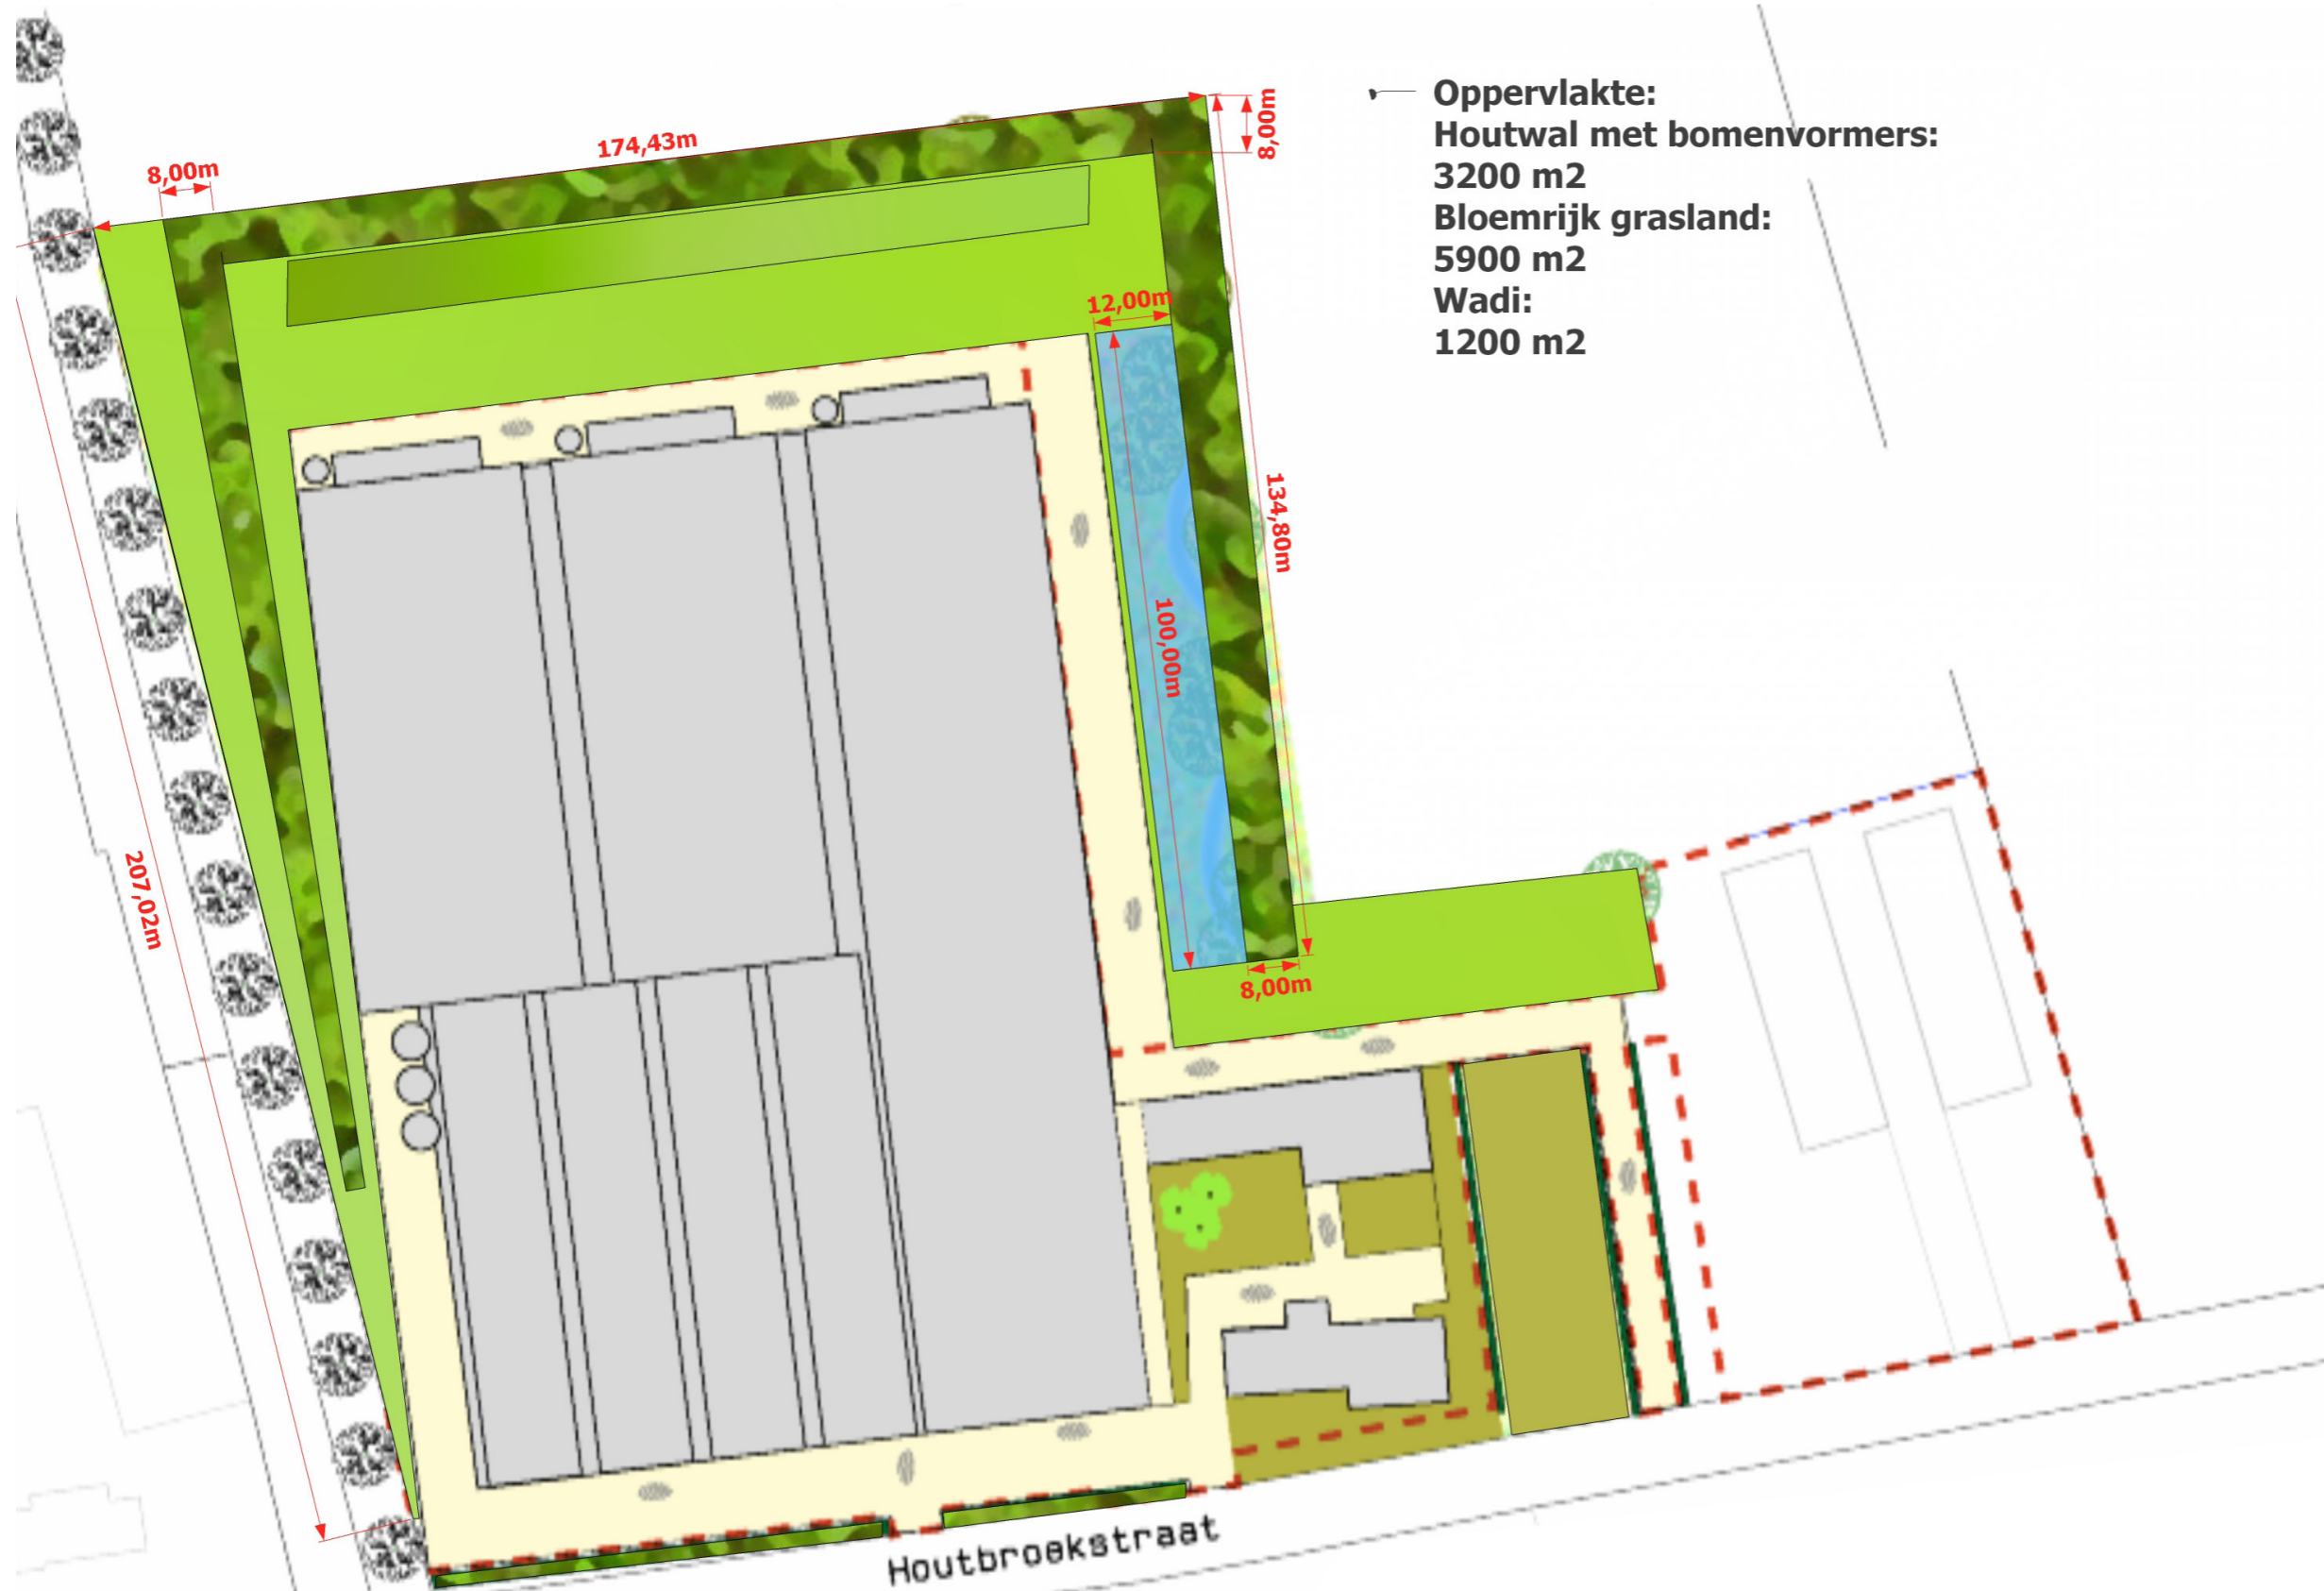 8,00m
174,43m
8,00m
Oppervlakte:
Houtwal met bomenvormers:
3200 m2
Bloemrijk grasland:
5900 m2
Wadi:
1200 m2
12,00m
134,80m
100,00m
207,02m
8,00m
Houtbroekstraat